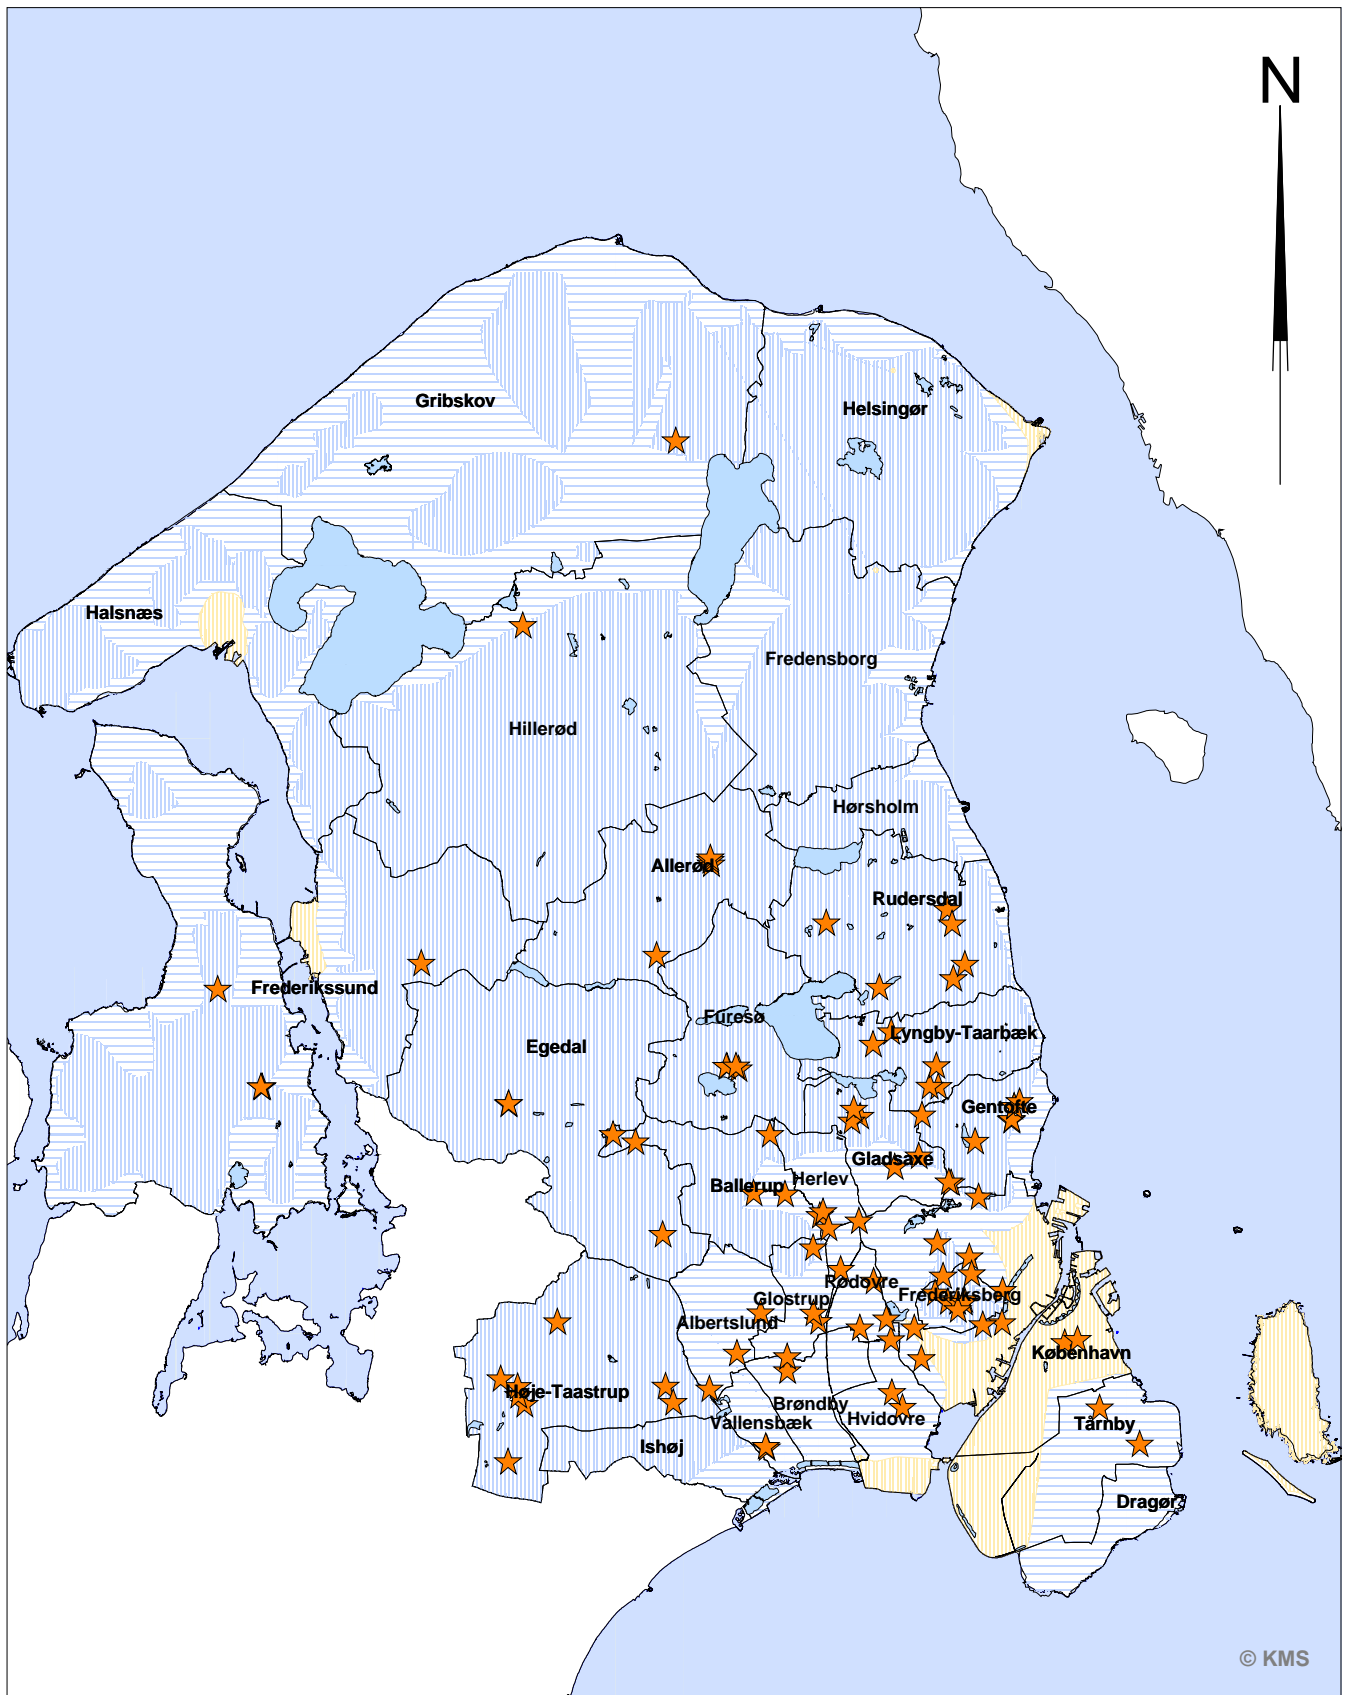 N
Gribskov
Helsingør
Halsnæs
Fredensborg
Hillerød
Hørsholm
Allerød
Rudersdal
Frederikssund
Furesø
Lyngby-Taarbæk
Egedal
Gentofte
Gladsaxe
Herlev
Ballerup
Rødovre
Frederiksberg
Glostrup
Albertslund
København
Høje-Taastrup
Brøndby
Hvidovre
Vallensbæk
Tårnby
Ishøj
Dragør
© KMS